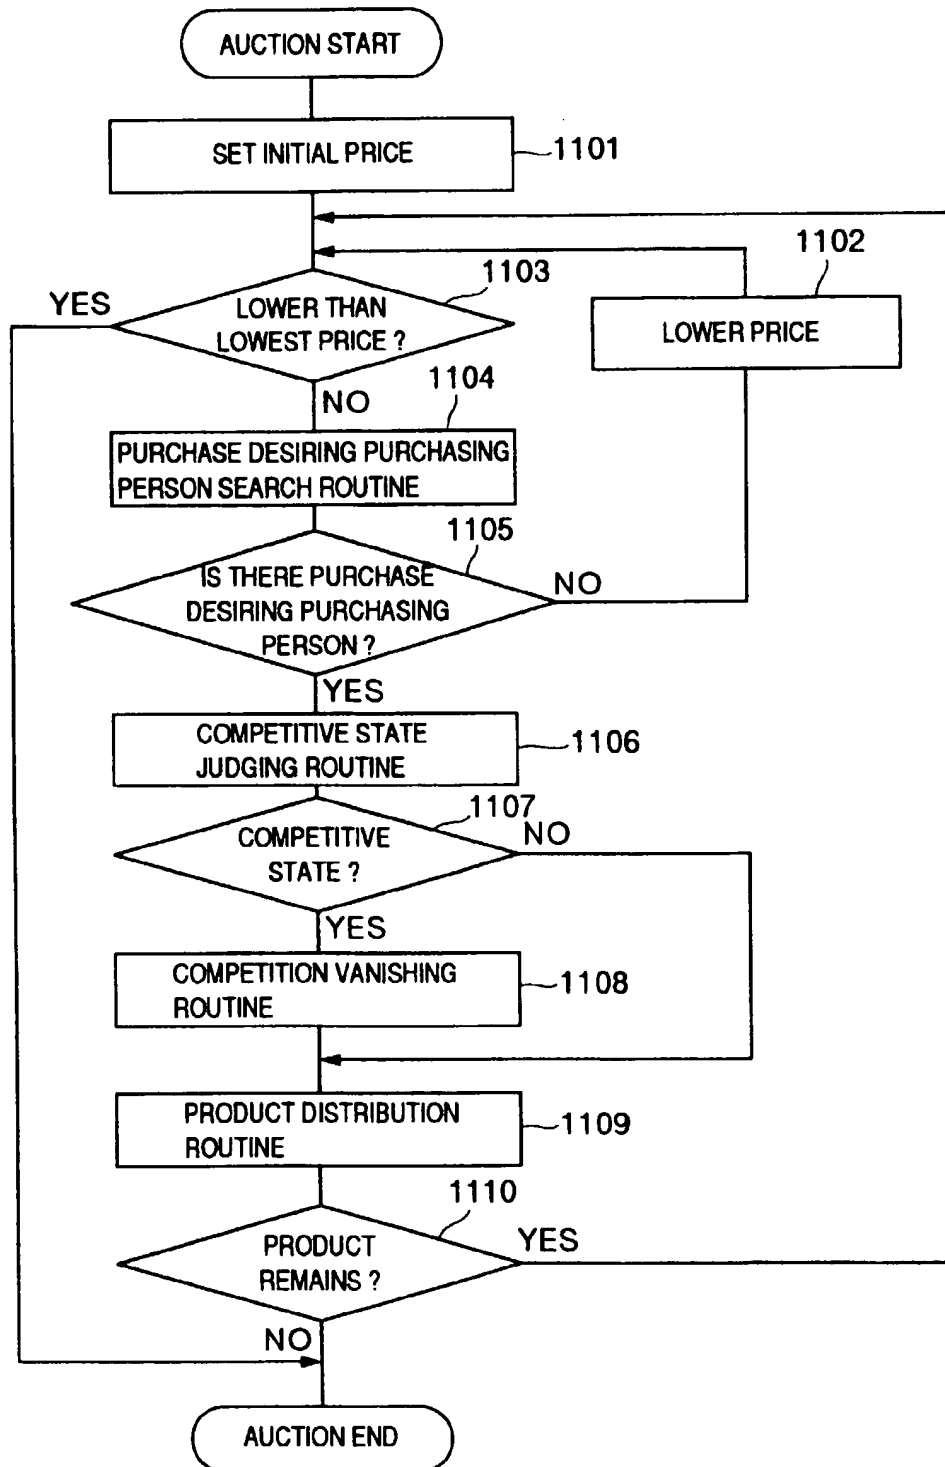 AUCTION START
SET INITIAL PRICE
1101
1102
1103
YES
LOWER THAN
LOWEST PRICE ?
LOWER PRICE
1104
NO
PURCHASE DESIRING PURCHASING
PERSON SEARCH ROUTINE
1105
IS THERE PURCHASE
DESIRING PURCHASING
PERSON ?
NO
YES
COMPETITIVE STATE
JUDGING ROUTINE
1106
1107
COMPETITIVE
STATE ?
NO
YES
COMPETITION VANISHING
ROUTINE
1108
PRODUCT DISTRIBUTION
ROUTINE
1109
1110
PRODUCT
REMAINS ?
YES
NO
AUCTION END